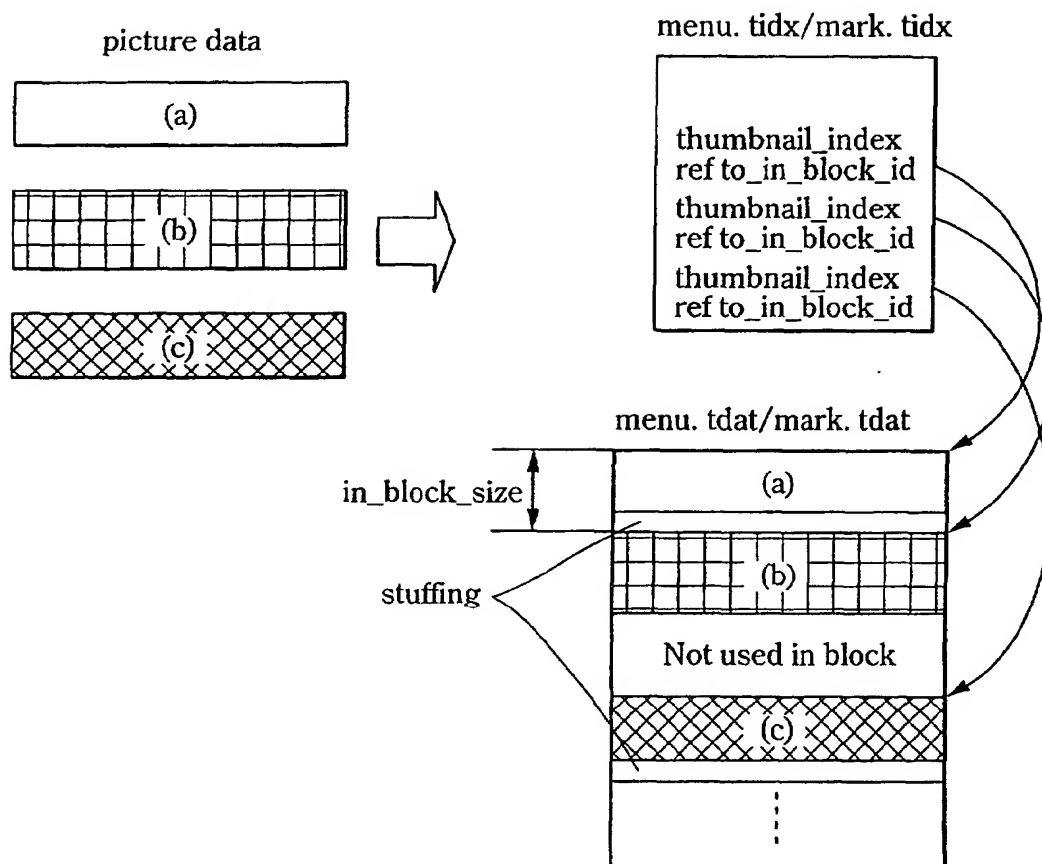 picture data
(a)
(b)
(c)
menu. tidx/mark. tidx
thumbnail_index
ref to_in_block_id
thumbnail_index
ref to_in_block_id
thumbnail_index
ref to_in_block_id
menu. tdat/mark. tdat
in_block_size
(a)
stuffing
(b)
Not used in block
(c)